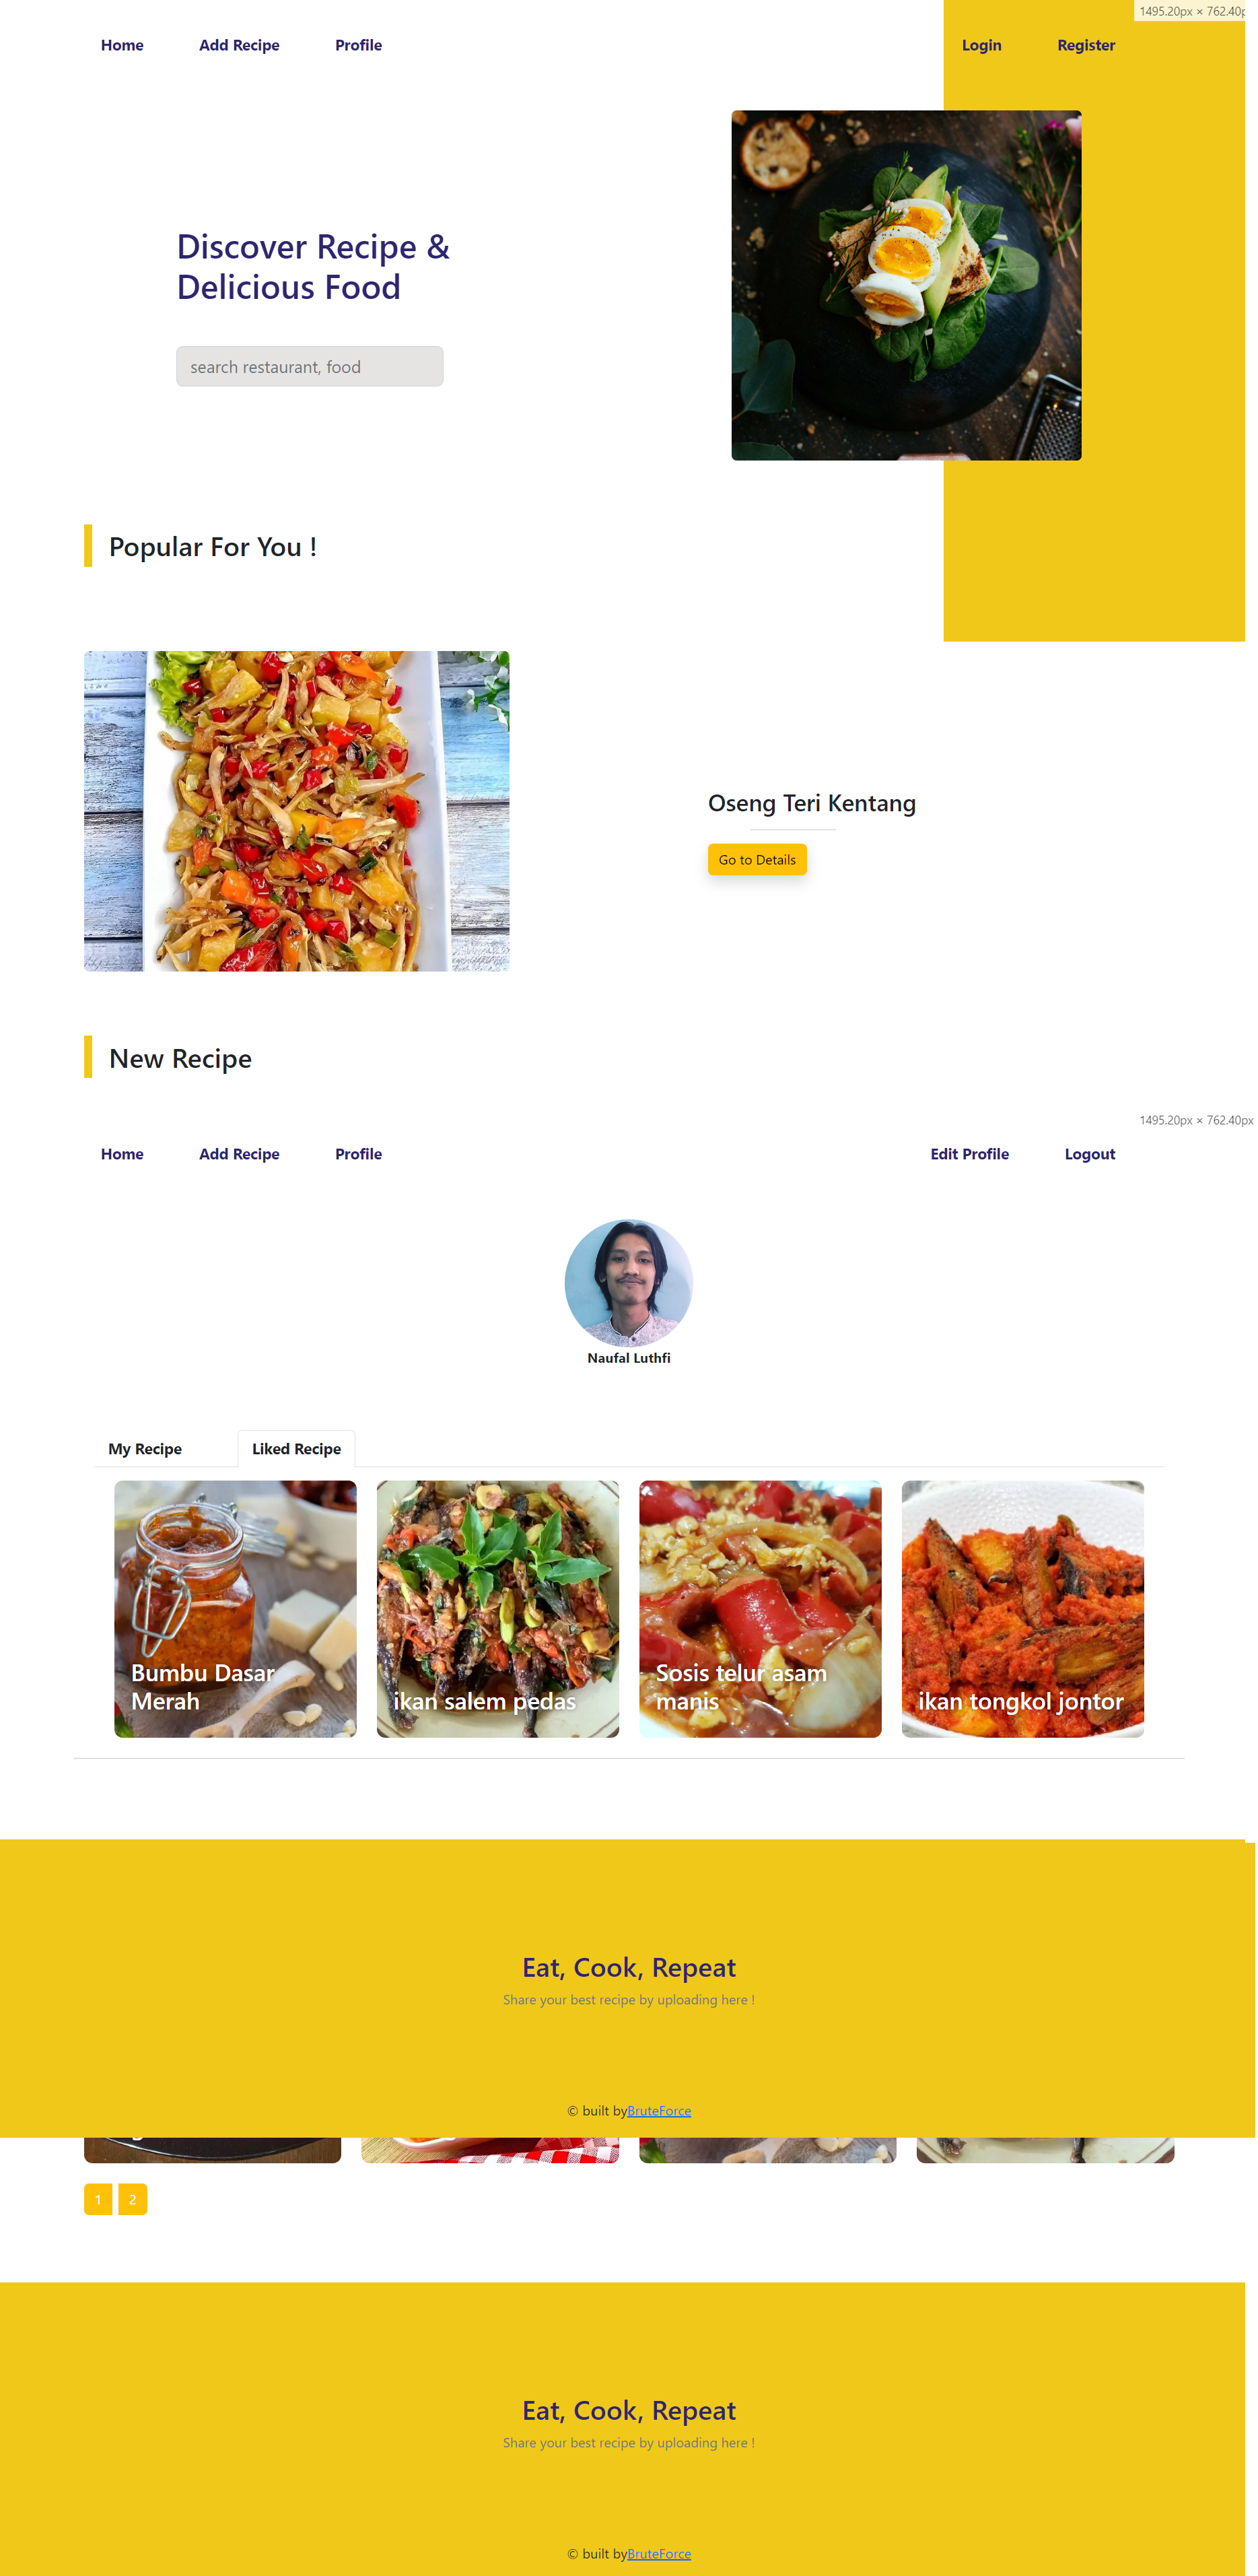 1495.20px × 762.40p
Home Add Recipe Profile Login Register
Discover Recipe &
Delicious Food
search restaurant, food
Popular For You !
Oseng Teri Kentang
Go to Details
New Recipe
1495.20px × 762.40px
Home Add Recipe Profile Edit Profile Logout
Naufal Luthfi
My Recipe Liked Recipe
Bumbu Dasar
Merah
ikan salem pedas
Sosis telur asam
manis
ikan tongkol jontor
Eat, Cook, Repeat
Share your best recipe by uploading here !
© built byBruteForce
1 2
Eat, Cook, Repeat
Share your best recipe by uploading here !
© built byBruteForce